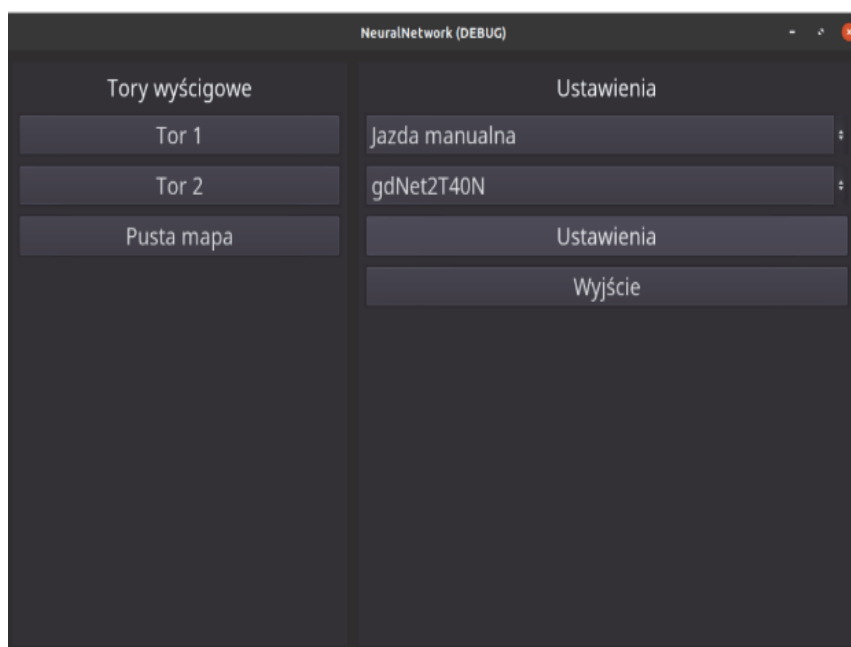 NeuralNetwork (DEBUG)
Tory wyścigowe
Tor 1
Tor 2
Pusta mapa
Ustawienia
Jazda manualna
gdNet2T40N
Ustawienia
Wyjście